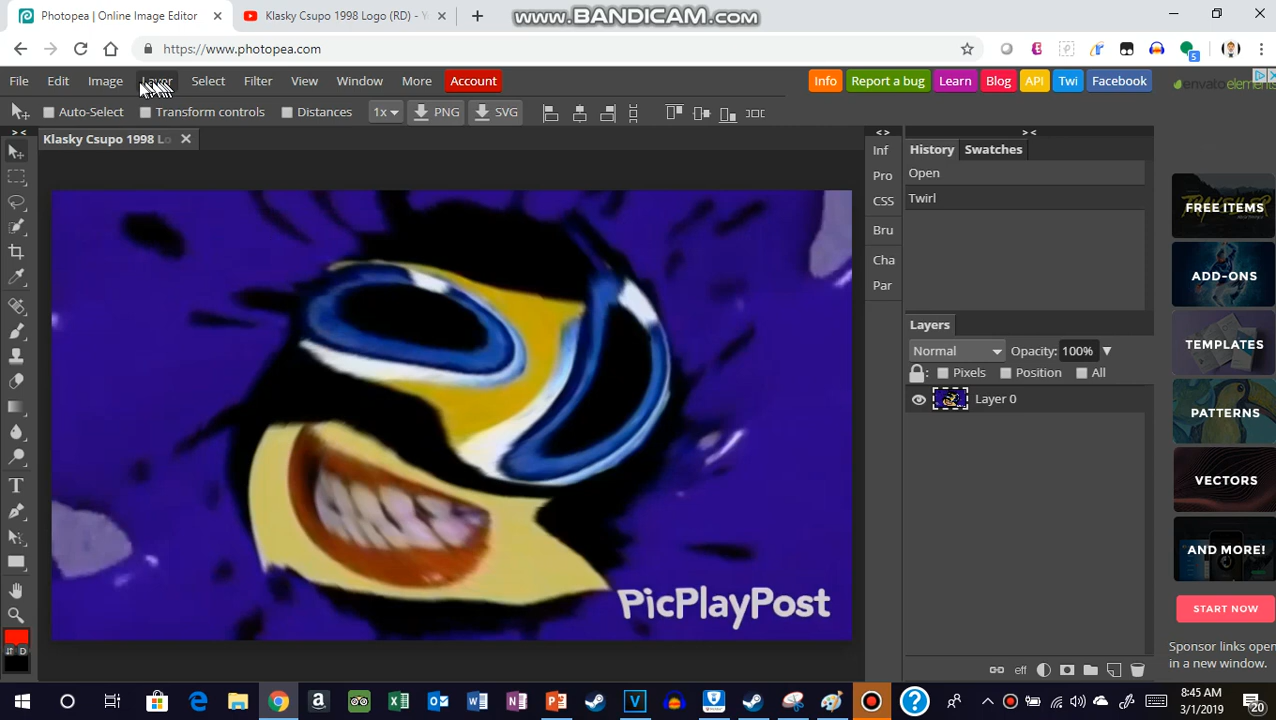 Photopea | Online Image Editor
Klasky Csupo 1998 Logo (RD) - Y
www.BANDICAM.com
https://www.photopea.com
5
File Edit Image Layer Select Filter View Window More Account
Info Report a bug Learn Blog API Twi Facebook
envatoelements
Auto-Select Transform controls Distances 1x PNG SVG
Klasky Csupo 1998 Lo
Inf
Pro
CSS
Bru
Cha
Par
History Swatches
Open
Twirl
Layers
Normal Opacity: 100%
Pixels Position All
Layer 0
eff
PicPlayPost
FREE ITEMS
ADD-ONS
TEMPLATES
PATTERNS
VECTORS
AND MORE!
START NOW
Sponsor links open
in a new window.
T
D
8:45 AM
3/1/2019
20